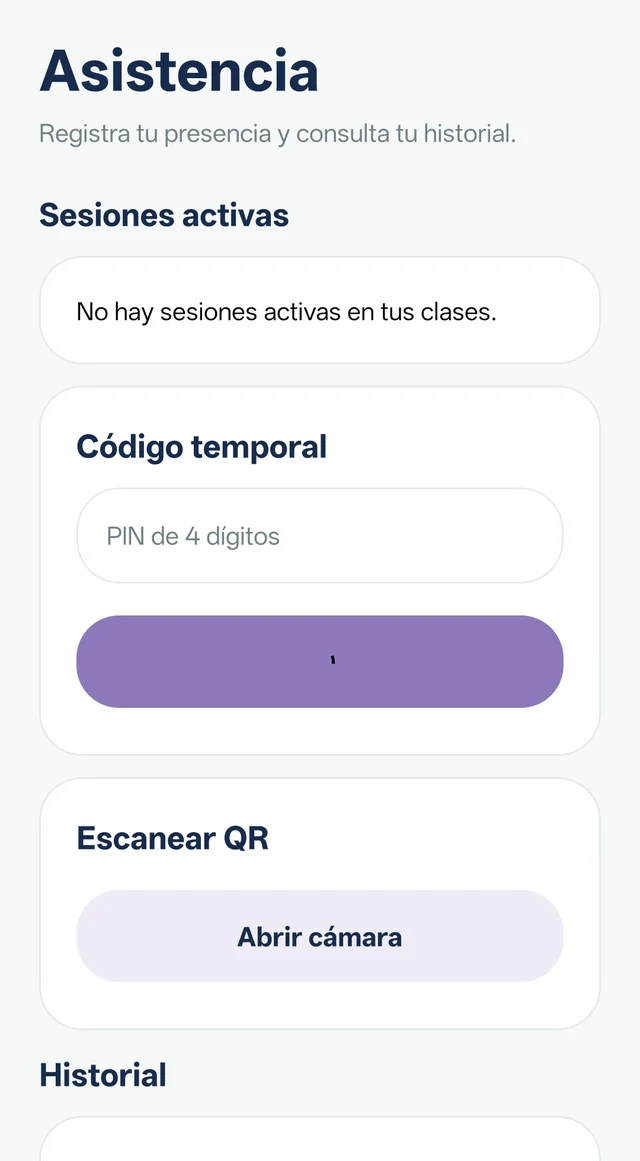 Asistencia
Registra tu presencia y consulta tu historial.
Sesiones activas
No hay sesiones activas en tus clases.
Código temporal
PIN de 4 dígitos
Escanear QR
Abrir cámara
Historial